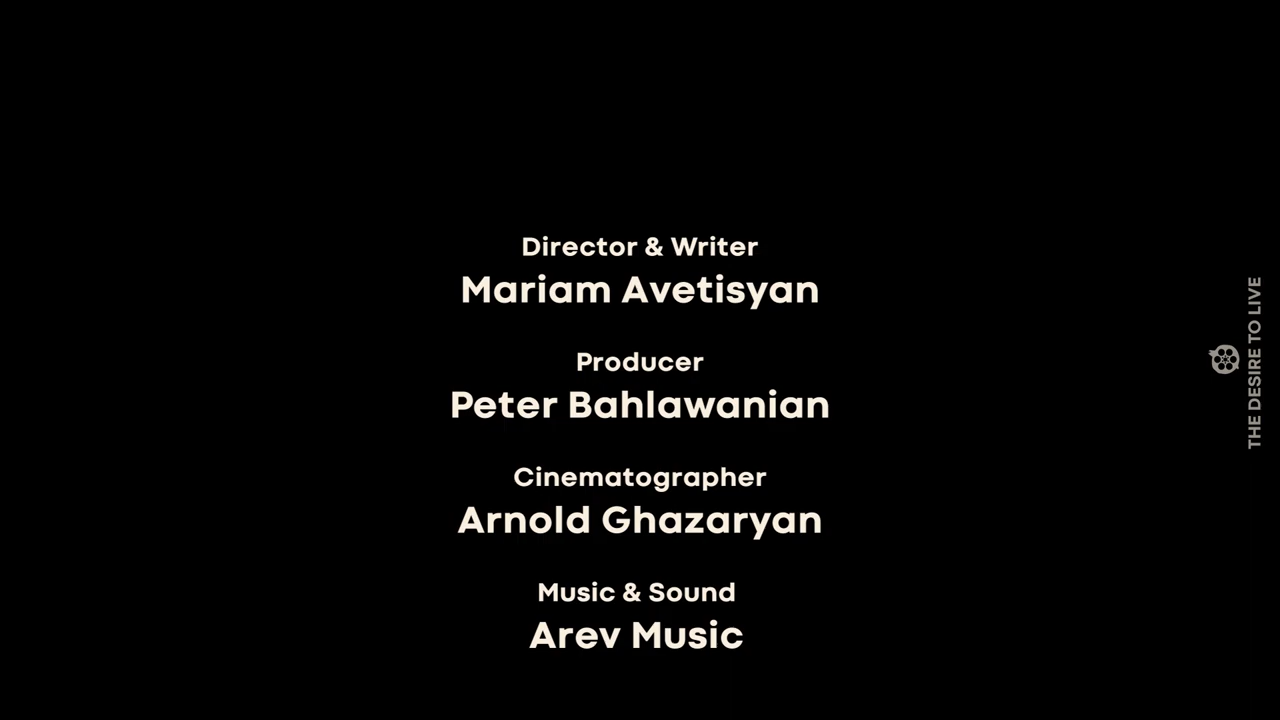 Director & Writer
Mariam Avetisyan
Producer
Peter Bahlawanian
Cinematographer
Arnold Ghazaryan
Music & Sound
Arev Music
THE DESIRE TO LIVE